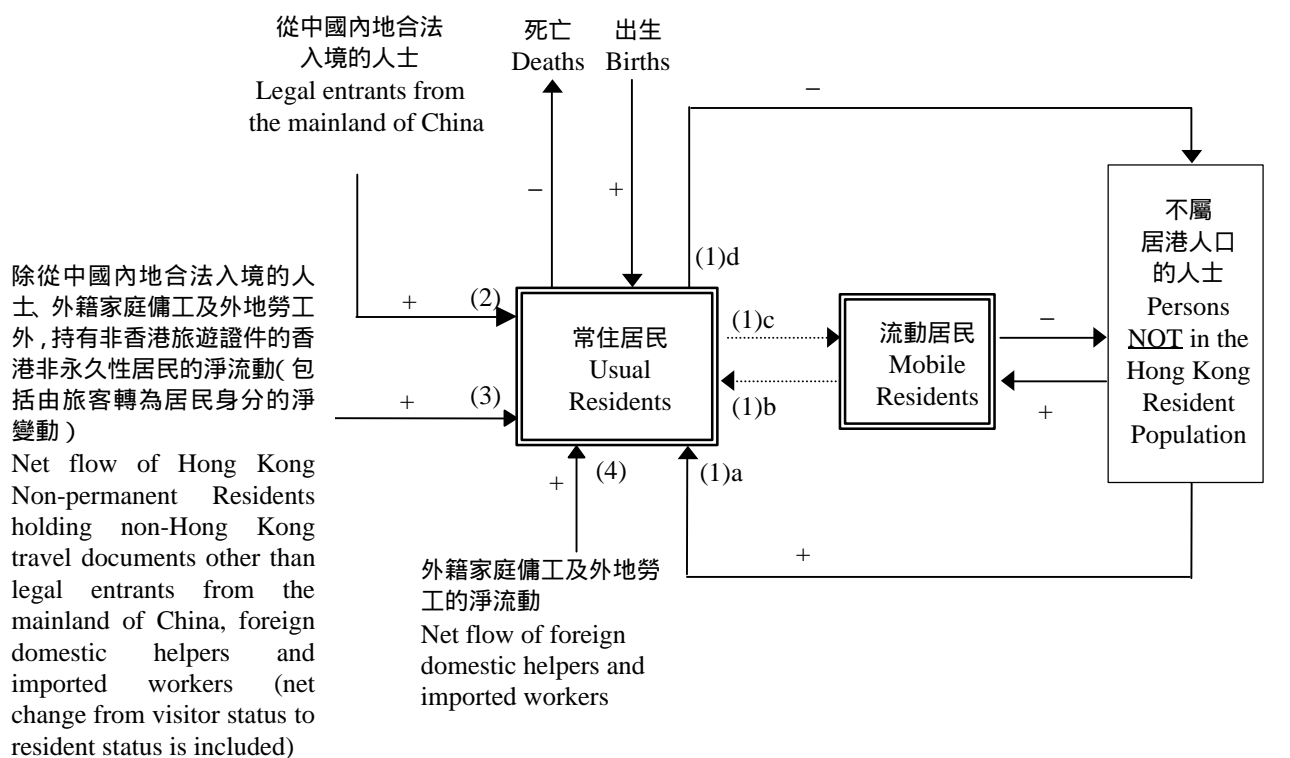 從中國內地合法
入境的人士
Legal entrants from
the mainland of China
死亡
Deaths
出生
Births
–
–
+
不屬
居港人口
的人士
Persons
NOT in the
Hong Kong
Resident
Population
(1)d
除從中國內地合法入境的人
士、外籍家庭傭工及外地勞工
外，持有非香港旅遊證件的香
港非永久性居民的淨流動（包
括由旅客轉為居民身分的淨
變動）
Net flow of Hong Kong
Non-permanent Residents
holding non-Hong Kong
travel documents other than
legal entrants from the
mainland of China, foreign
domestic helpers and
imported workers (net
change from visitor status to
resident status is included)
+ (2)
+ (3)
常住居民
Usual
Residents
(1)c
(1)b
流動居民
Mobile
Residents
–
+
+ (4)
(1)a
+
外籍家庭傭工及外地勞
工的淨流動
Net flow of foreign
domestic helpers and
imported workers